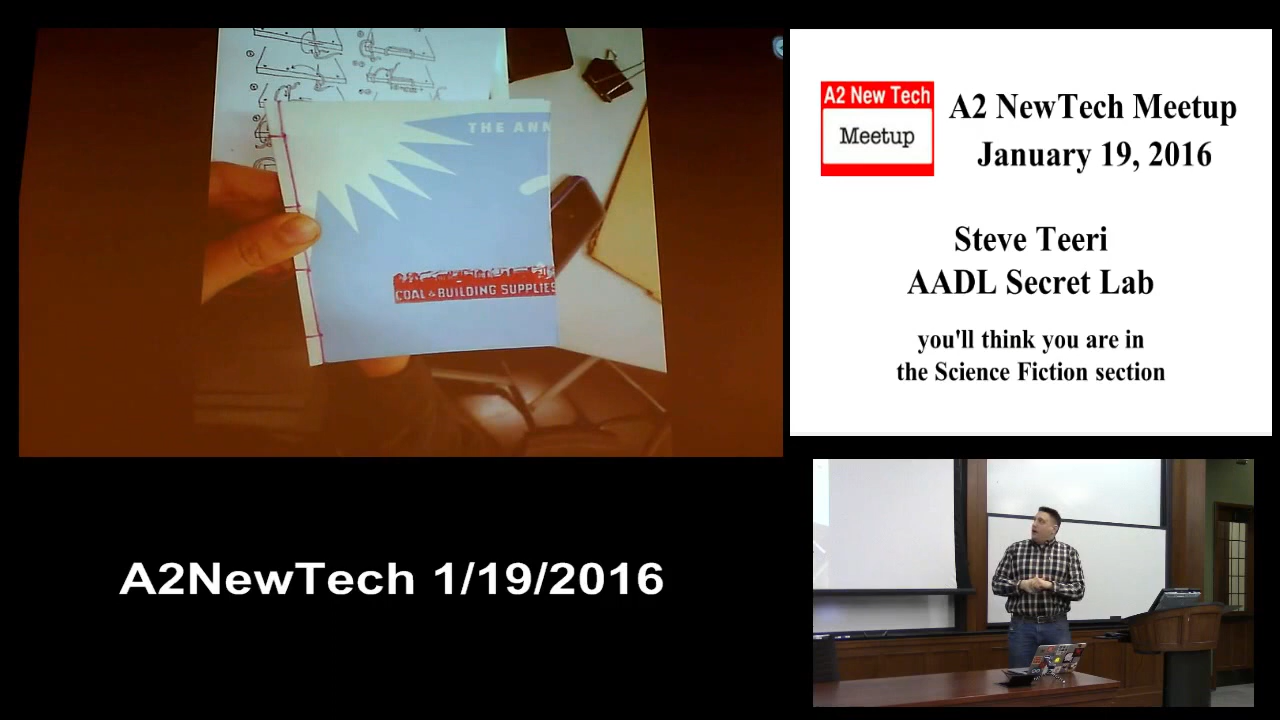 THE ANN
COAL & BUILDING SUPPLIES
A2 New Tech
Meetup
A2 NewTech Meetup
January 19, 2016
Steve Teeri
AADL Secret Lab
you'll think you are in
the Science Fiction section
A2NewTech 1/19/2016